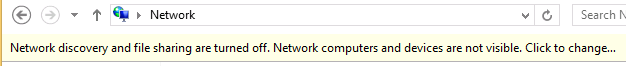 Network
Search N
Network discovery and file sharing are turned off. Network computers and devices are not visible. Click to change...